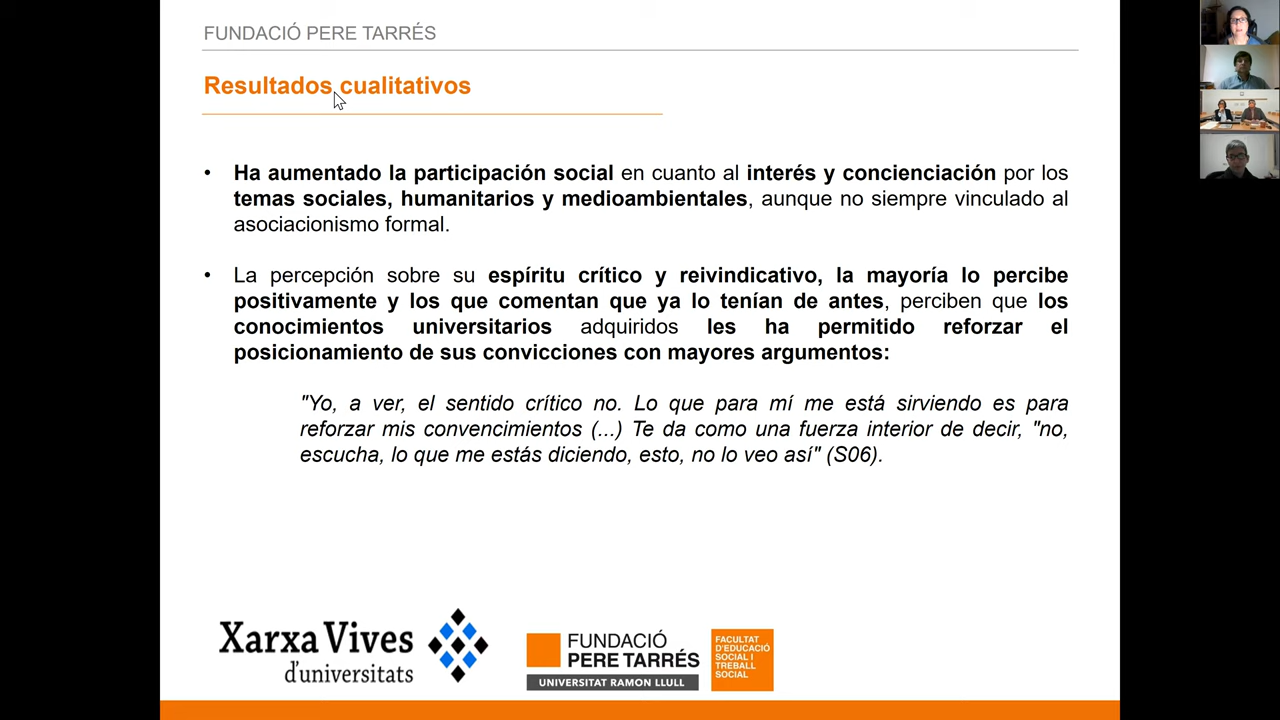 FUNDACIÓ PERE TARRÉS
Resultados cualitativos
• Ha aumentado la participación social en cuanto al interés y concienciación por los
temas sociales, humanitarios y medioambientales, aunque no siempre vinculado al
asociacionismo formal.
• La percepción sobre su espíritu crítico y reivindicativo, la mayoría lo percibe
positivamente y los que comentan que ya lo tenían de antes, perciben que los
conocimientos universitarios adquiridos les ha permitido reforzar el
posicionamiento de sus convicciones con mayores argumentos:
"Yo, a ver, el sentido crítico no. Lo que para mí me está sirviendo es para
reforzar mis convencimientos (...) Te da como una fuerza interior de decir, "no,
escucha, lo que me estás diciendo, esto, no lo veo así" (S06).
Xarxa Vives
d'universitats
FUNDACIÓ
PERE TARRÉS
UNIVERSITAT RAMON LLULL
FACULTAT
D'EDUCACIÓ
SOCIAL I
TREBALL
SOCIAL